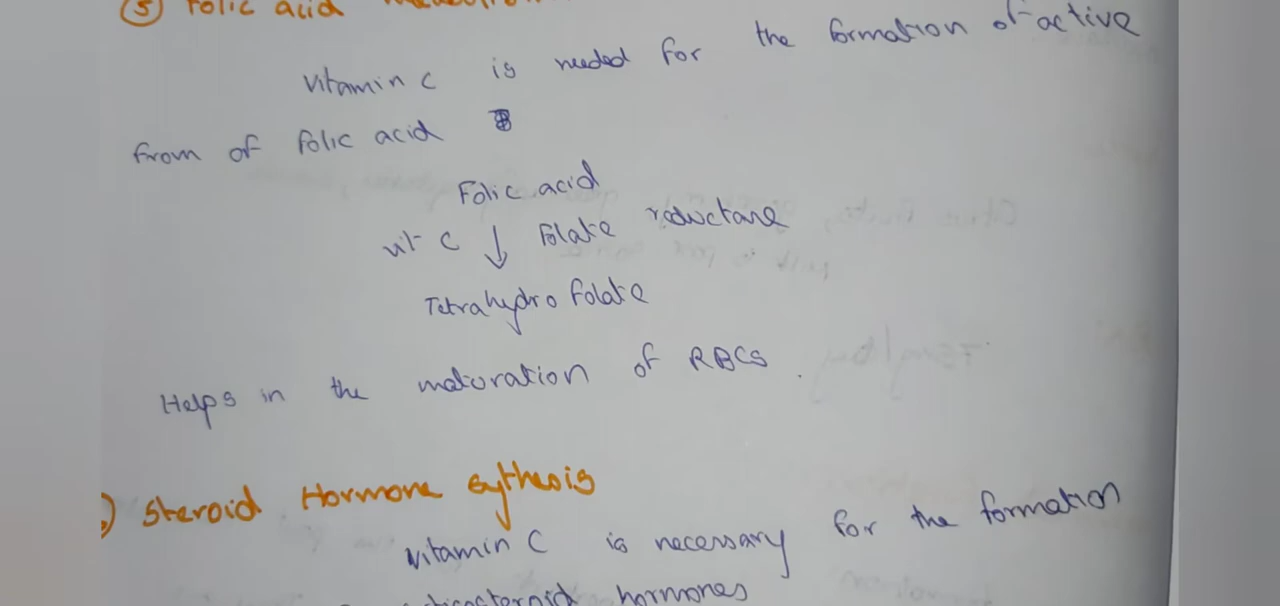 ⑤ Folic acid
Vitamin C is needed for the formation of active
from of folic acid
Folic acid
vit C ↓ Folate reductase
Tetrahydro folate
Helps in the maturation of RBCs .
) Steroid Hormone sythesis
Vitamin C is necessary for the formation
hormones